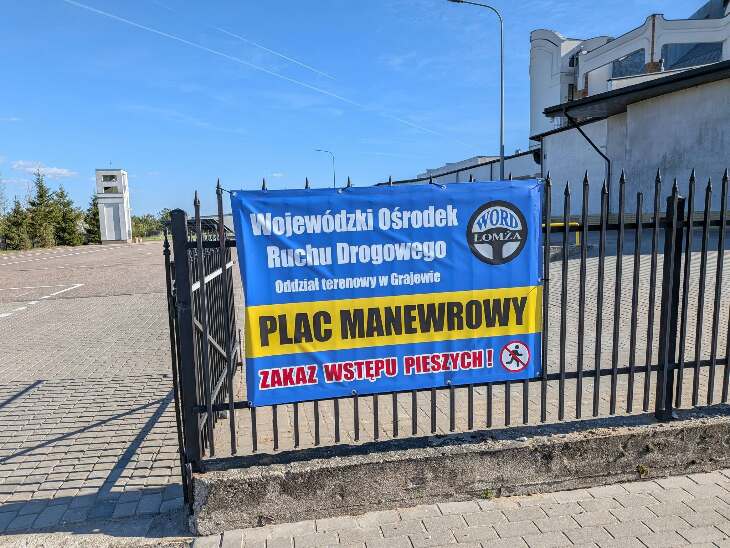 Wojewódzki Ośrodek
Ruchu Drogowego
Oddział terenowy w Grajewie
WORD
ŁOMŻA
PLAC MANEWROWY
ZAKAZ WSTĘPU PIESZYCH!